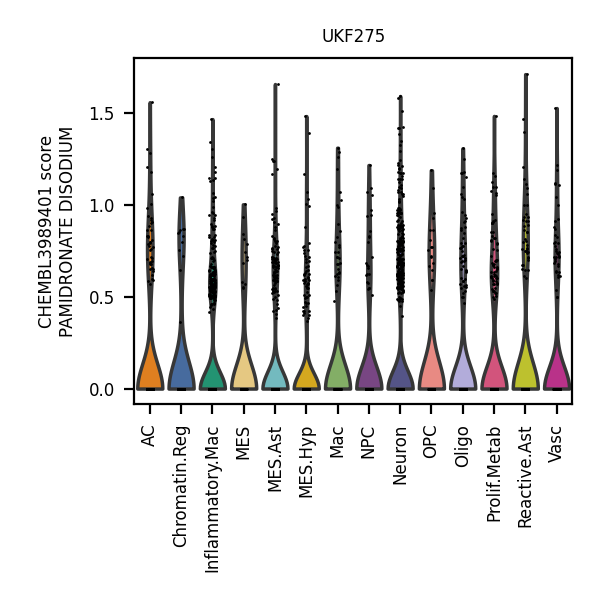 UKF275
CHEMBL3989401 score
PAMIDRONATE DISODIUM
1.5
1.0
0.5
0.0
AC
Chromatin.Reg
Inflammatory.Mac
MES
MES.Ast
MES.Hyp
Mac
NPC
Neuron
OPC
Oligo
Prolif.Metab
Reactive.Ast
Vasc